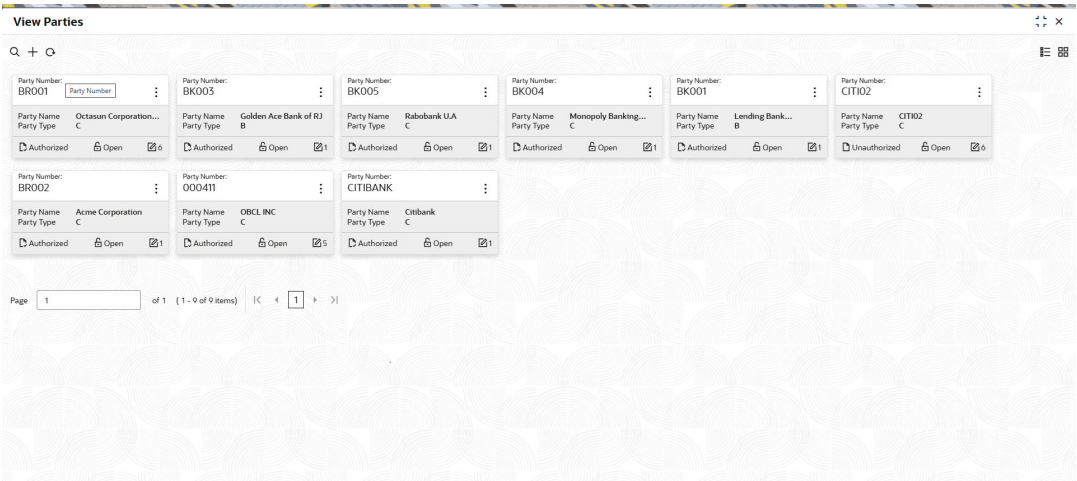 View Parties
Party Number: Party Number: Party Number: Party Number: Party Number: Party Number:
BR001 Party Number BK003 BK005 BK004 BK001 CITI02
Party Name Octasun Corporation... Party Name Golden Ace Bank of RJ Party Name Rabobank U.A Party Name Monopoly Banking... Party Name Lending Bank... Party Name CITI02
Party Type C Party Type B Party Type C Party Type C Party Type B Party Type C
Authorized Open 6 Authorized Open 1 Authorized Open 1 Authorized Open 1 Authorized Open 1 Unauthorized Open 6
Party Number: Party Number: Party Number:
BR002 000411 CITIBANK
Party Name Acme Corporation Party Name OBCL INC Party Name Citibank
Party Type C Party Type C Party Type C
Authorized Open 1 Authorized Open 5 Authorized Open 1
Page 1 of 1 (1 - 9 of 9 items) 1